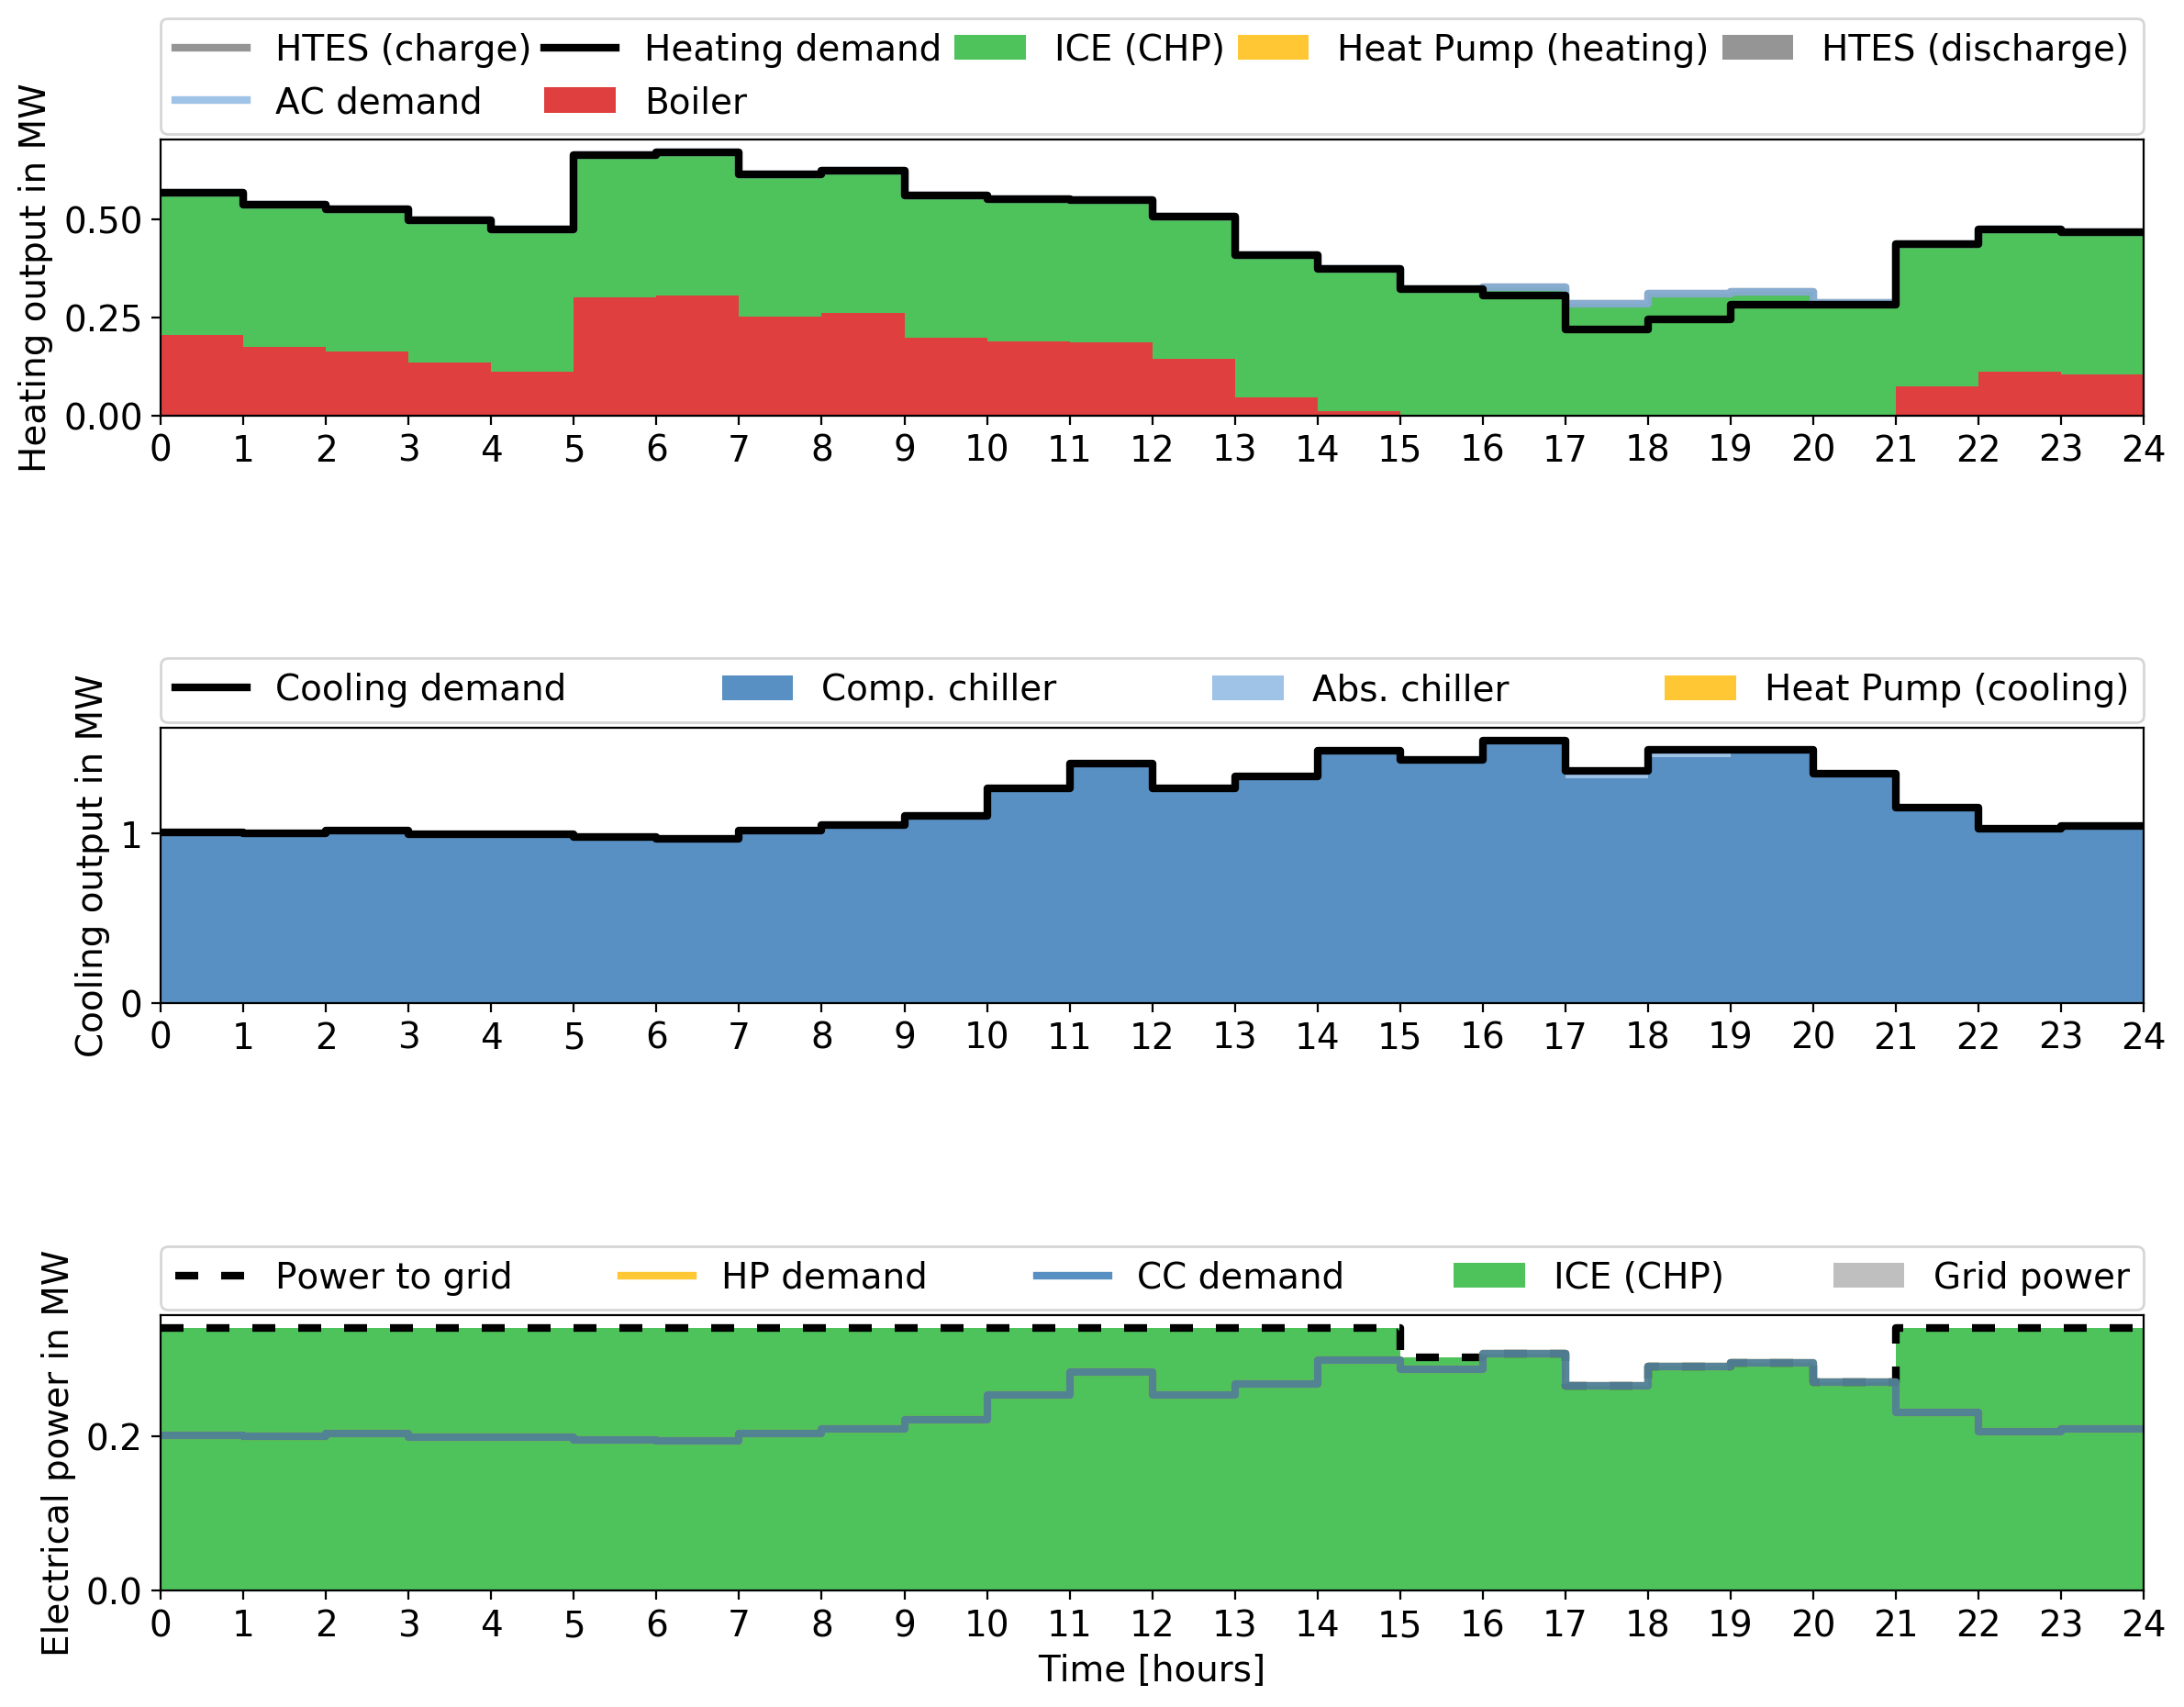 HTES (charge) Heating demand ICE (CHP) Heat Pump (heating) HTES (discharge)
AC demand Boiler
Heating output in MW
0.50
0.25
0.00
0 1 2 3 4 5 6 7 8 9 10 11 12 13 14 15 16 17 18 19 20 21 22 23 24
Cooling demand Comp. chiller Abs. chiller Heat Pump (cooling)
Cooling output in MW
1
0
0 1 2 3 4 5 6 7 8 9 10 11 12 13 14 15 16 17 18 19 20 21 22 23 24
Power to grid HP demand CC demand ICE (CHP) Grid power
Electrical power in MW
0.2
0.0
0 1 2 3 4 5 6 7 8 9 10 11 12 13 14 15 16 17 18 19 20 21 22 23 24
Time [hours]